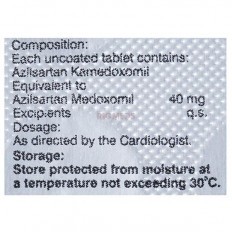 Composition:
Each uncoated tablet contains:
Azilsartan Kamedoxomil
Equivalent to
Azilsartan Medoxomil 40 mg
Excipients q.s.
Dosage:
As directed by the Cardiologist.
Storage:
Store protected from moisture at
a temperature not exceeding 30°C.